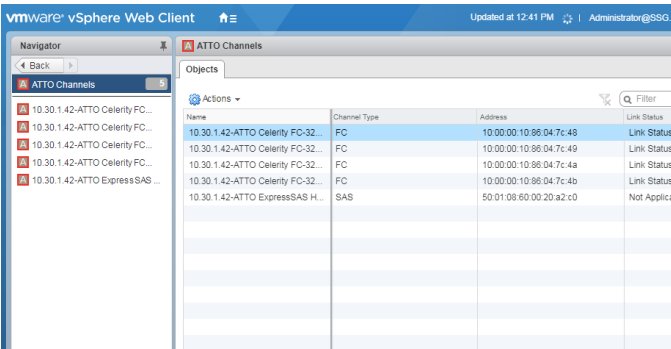 vmware® vSphere Web Client
Updated at 12:41 PM | Administrator@SSG.
Navigator
Back
ATTO Channels 5
10.30.1.42-ATTO Celerity FC...
10.30.1.42-ATTO Celerity FC...
10.30.1.42-ATTO Celerity FC...
10.30.1.42-ATTO Celerity FC...
10.30.1.42-ATTO ExpressSAS ...
ATTO Channels
Objects
Actions
Filter
Name Channel Type Address Link Status
10.30.1.42-ATTO Celerity FC-32... FC 10:00:00:10:86:04:7c:48 Link Status
10.30.1.42-ATTO Celerity FC-32... FC 10:00:00:10:86:04:7c:49 Link Status
10.30.1.42-ATTO Celerity FC-32... FC 10:00:00:10:86:04:7c:4a Link Status
10.30.1.42-ATTO Celerity FC-32... FC 10:00:00:10:86:04:7c:4b Link Status
10.30.1.42-ATTO ExpressSAS H... SAS 50:01:08:60:00:20:a2:c0 Not Applica